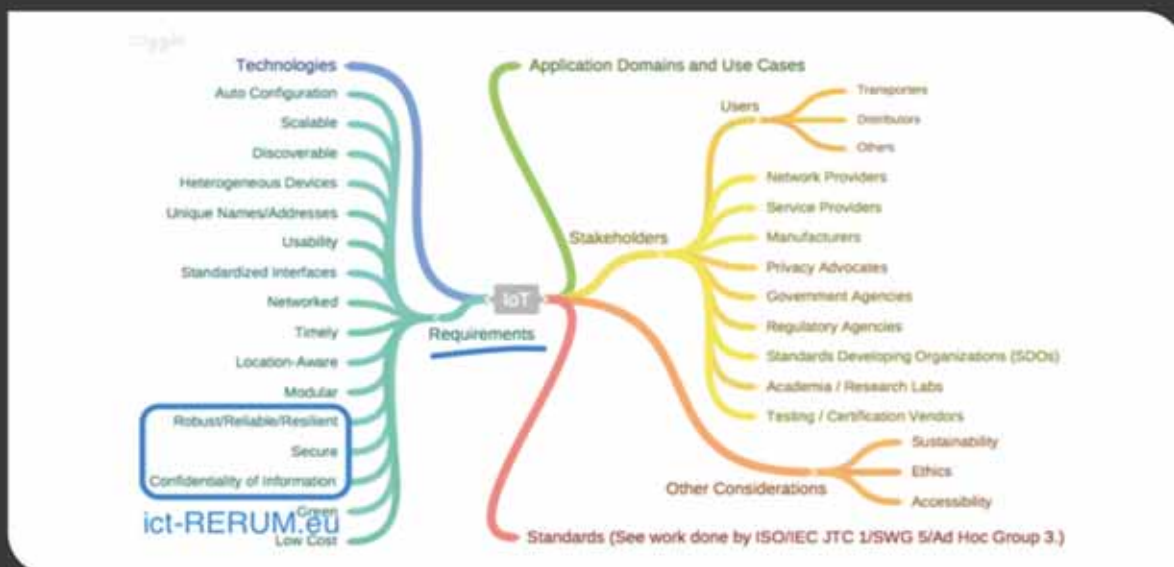 Technologies
Auto Configuration
Scalable
Discoverable
Heterogeneous Devices
Unique Names/Addresses
Usability
Standardized Interfaces
Networked
Timely
Location-Aware
Modular
Robust/Reliable/Resilient
Secure
Confidentiality of Information
Green
ict-RERUM.eu
Low Cost
Requirements
IoT
Application Domains and Use Cases
Stakeholders
Users
Transporters
Distributors
Others
Network Providers
Service Providers
Manufacturers
Privacy Advocates
Government Agencies
Regulatory Agencies
Standards Developing Organizations (SDOs)
Academia / Research Labs
Testing / Certification Vendors
Other Considerations
Sustainability
Ethics
Accessibility
Standards (See work done by ISO/IEC JTC 1/SWG 5/Ad Hoc Group 3.)